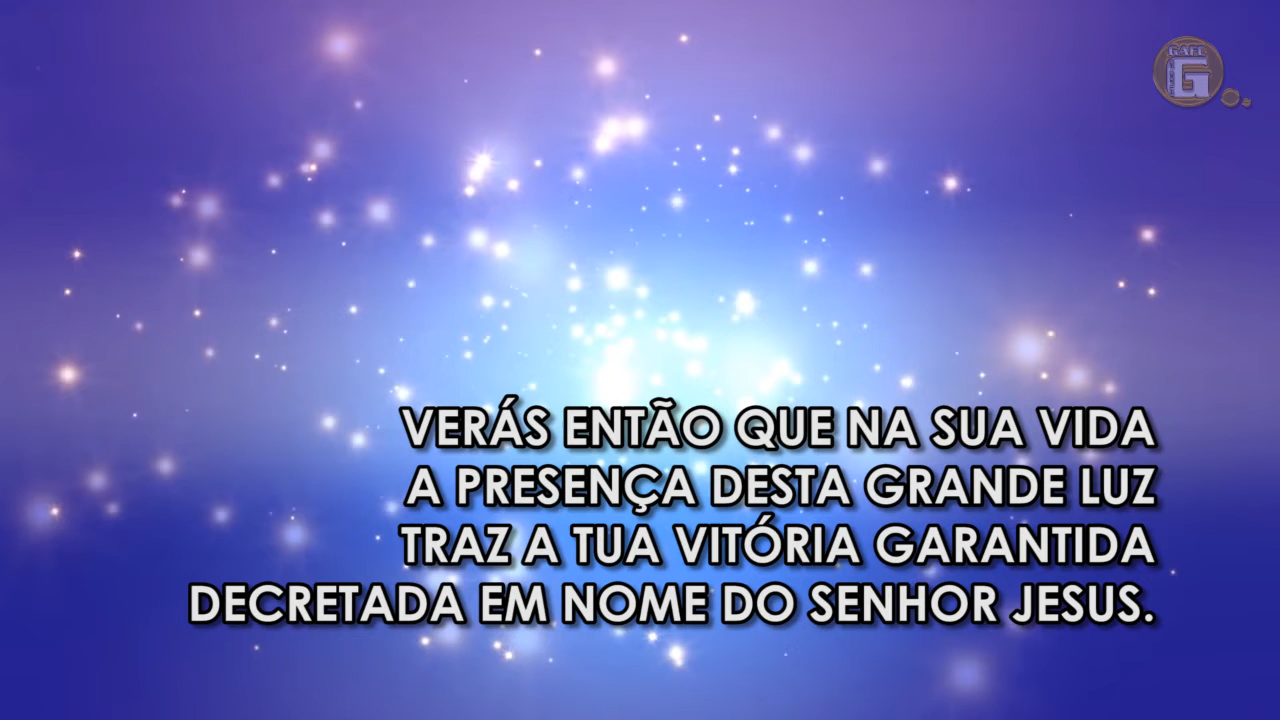 GAFL
G
VERÁS ENTÃO QUE NA SUA VIDA
A PRESENÇA DESTA GRANDE LUZ
TRAZ A TUA VITÓRIA GARANTIDA
DECRETADA EM NOME DO SENHOR JESUS.